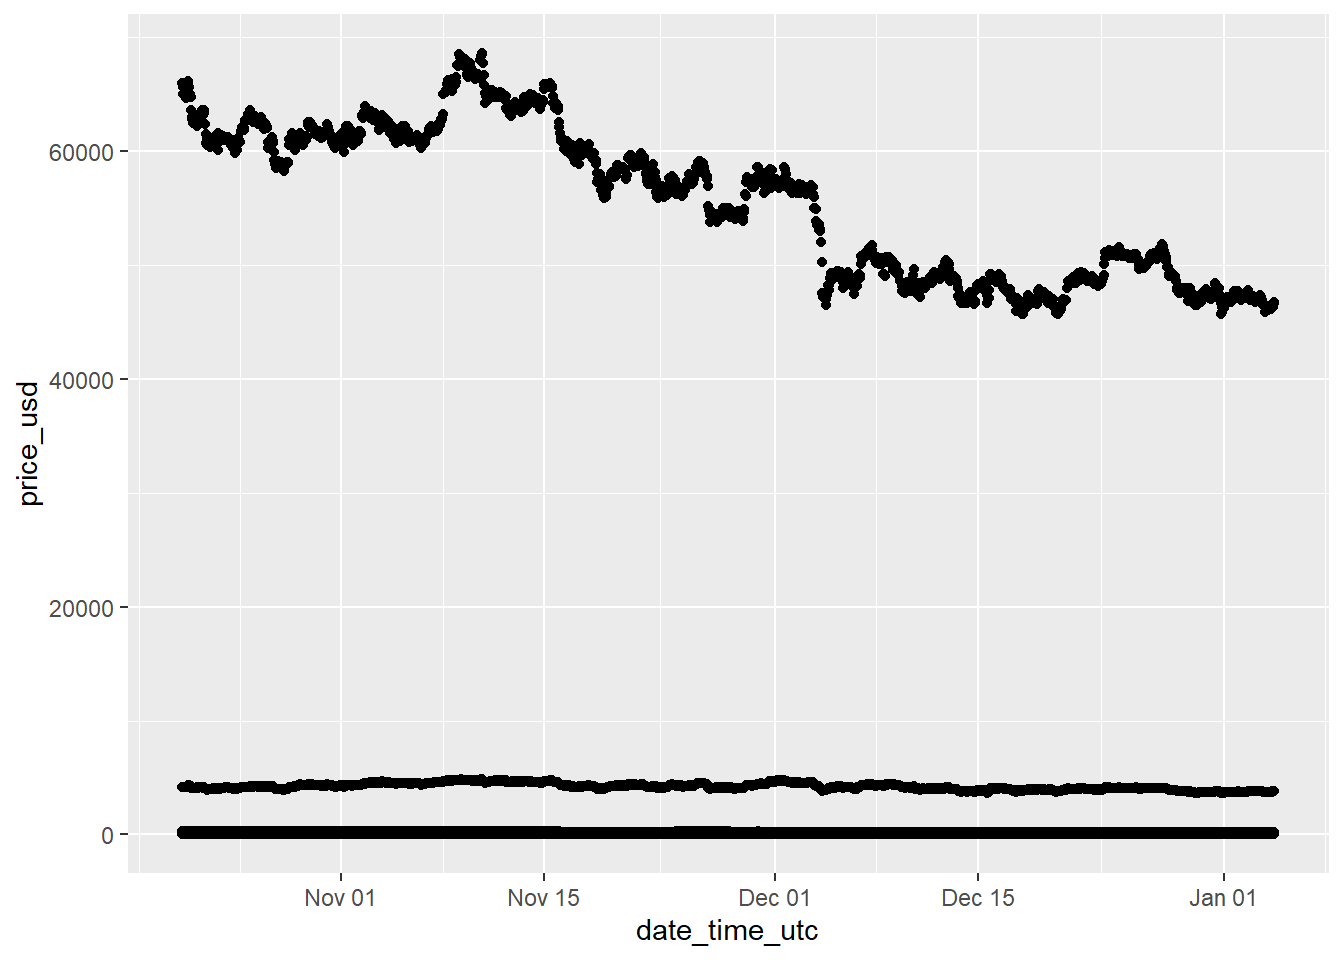 60000
40000
20000
0
price_usd
Nov 01
Nov 15
Dec 01
Dec 15
Jan 01
date_time_utc